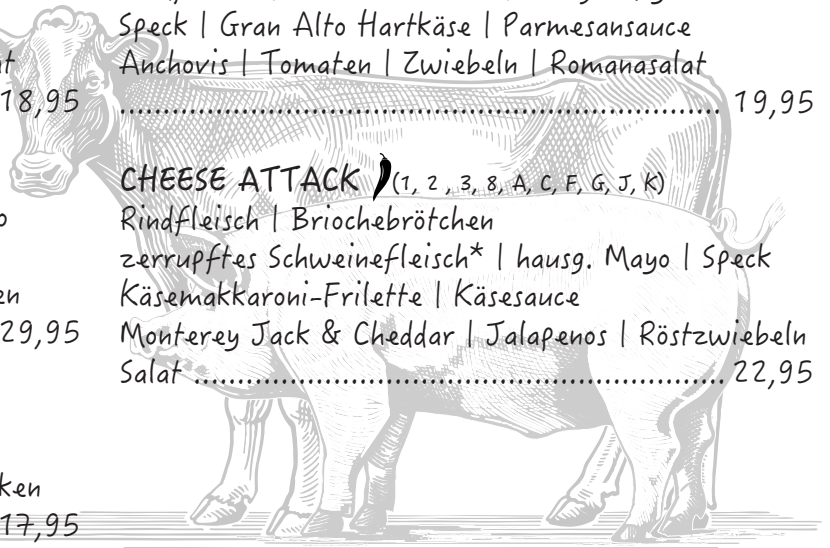 Speck | Gran Alto Hartkäse | Parmesansauce
Anchovis | Tomaten | Zwiebeln | Romanasalat
18,95
........................................................................ 19,95
CHEESE ATTACK (1, 2 , 3, 8, A, C, F, G, J, K)
Rindfleisch | Briochebrötchen
zerrupftes Schweinefleisch* | hausg. Mayo | Speck
Käsemakkaroni-Frilette | Käsesauce
29,95
Monterey Jack & Cheddar | Jalapenos | Röstzwiebeln
Salat ................................................................ 22,95
17,95